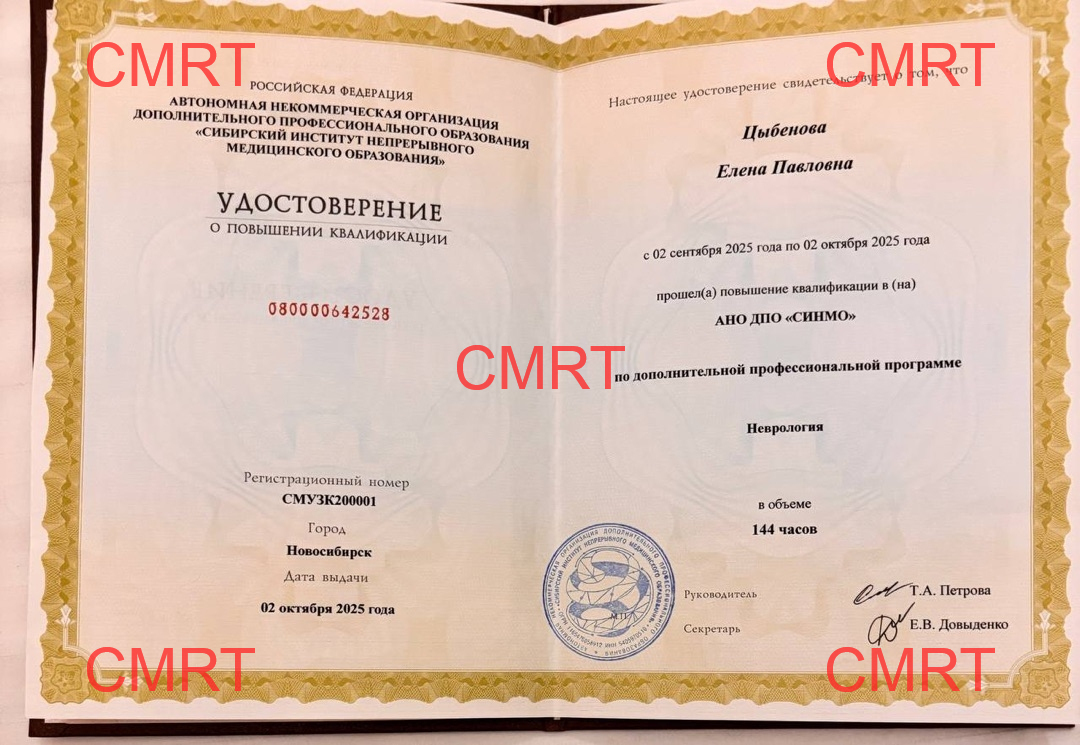 CMRT
CMRT
РОССИЙСКАЯ ФЕДЕРАЦИЯ
АВТОНОМНАЯ НЕКОММЕРЧЕСКАЯ ОРГАНИЗАЦИЯ
ДОПОЛНИТЕЛЬНОГО ПРОФЕССИОНАЛЬНОГО ОБРАЗОВАНИЯ
«СИБИРСКИЙ ИНСТИТУТ НЕПРЕРЫВНОГО
МЕДИЦИНСКОГО ОБРАЗОВАНИЯ»
УДОСТОВЕРЕНИЕ
О ПОВЫШЕНИИ КВАЛИФИКАЦИИ
080000642528
Регистрационный номер
СМУЗК200001
Город
Новосибирск
Дата выдачи
02 октября 2025 года
CMRT
Настоящее удостоверение свидетельствует о том, что
Цыбенова
Елена Павловна
с 02 сентября 2025 года по 02 октября 2025 года
прошел(а) повышение квалификации в (на)
АНО ДПО «СИНМО»
по дополнительной профессиональной программе
Неврология
в объеме
144 часов
М.П.
Руководитель
Т.А. Петрова
Секретарь
Е.В. Довыденко
CMRT
CMRT